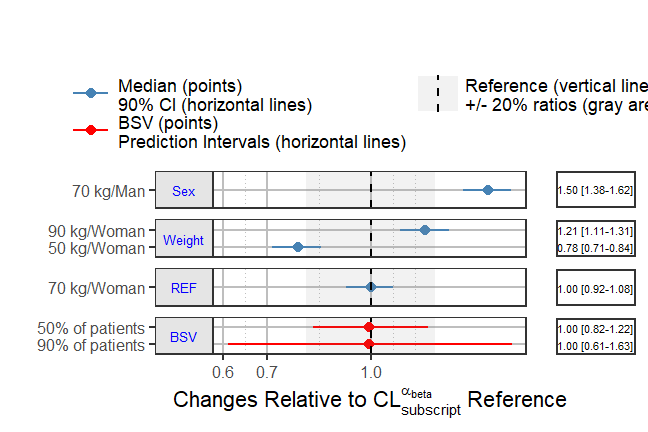 Median (points)
90% CI (horizontal lines)
BSV (points)
Prediction Intervals (horizontal lines)
Reference (vertical line
+/- 20% ratios (gray are
70 kg/Man
Sex
1.50 [1.38-1.62]
90 kg/Woman
50 kg/Woman
Weight
1.21 [1.11-1.31]
0.78 [0.71-0.84]
70 kg/Woman
REF
1.00 [0.92-1.08]
50% of patients
90% of patients
BSV
1.00 [0.82-1.22]
1.00 [0.61-1.63]
0.6 0.7 1.0
Changes Relative to CL α beta subscript Reference